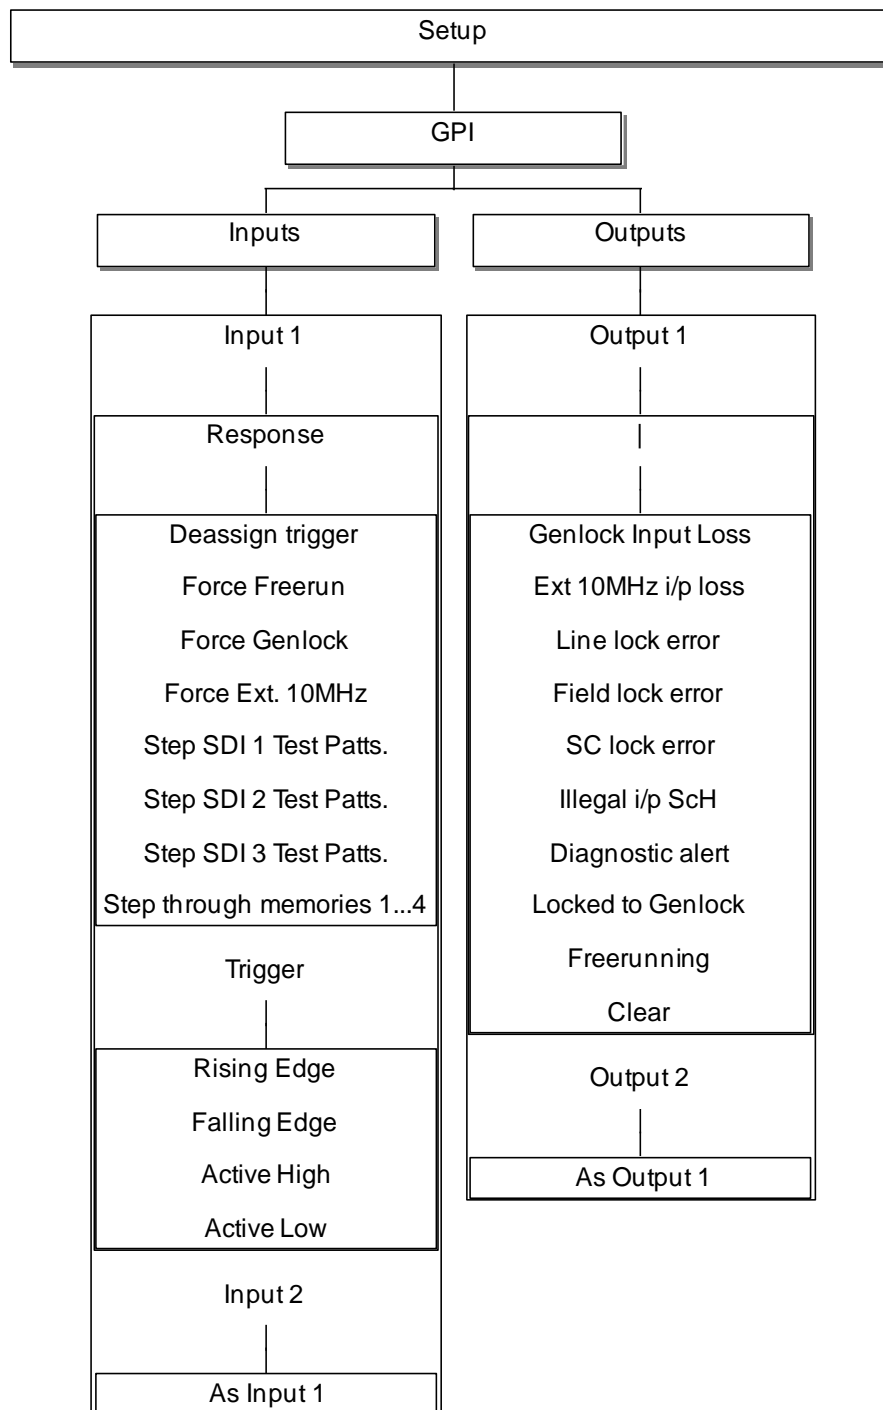 Setup
GPI
Inputs
Outputs
Input 1
Response
Deassign trigger
Force Freerun
Force Genlock
Force Ext. 10MHz
Step SDI 1 Test Patts.
Step SDI 2 Test Patts.
Step SDI 3 Test Patts.
Step through memories 1...4
Trigger
Rising Edge
Falling Edge
Active High
Active Low
Input 2
As Input 1
Output 1
Genlock Input Loss
Ext 10MHz i/p loss
Line lock error
Field lock error
SC lock error
Illegal i/p ScH
Diagnostic alert
Locked to Genlock
Freerunning
Clear
Output 2
As Output 1